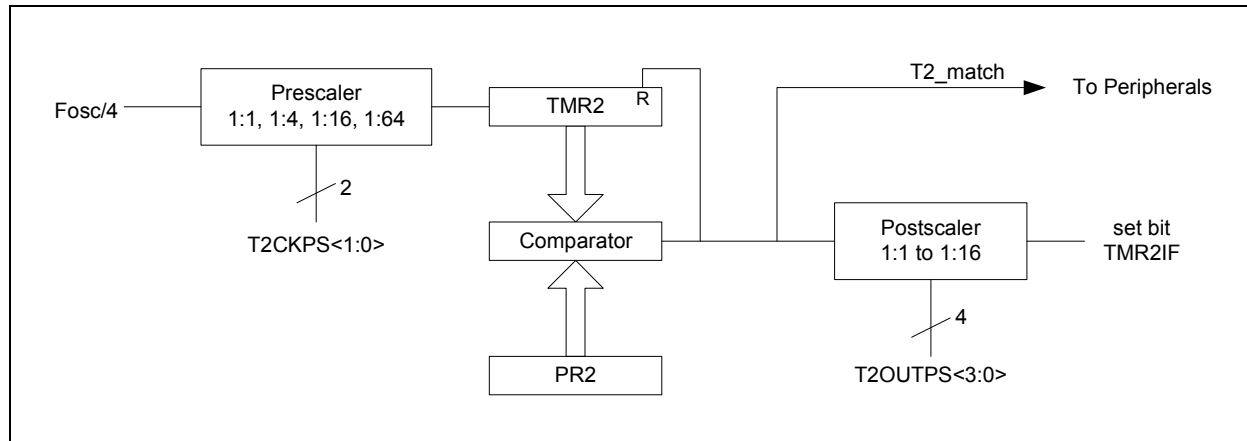 Fosc/4
Prescaler
1:1, 1:4, 1:16, 1:64
2
T2CKPS<1:0>
TMR2
R
Comparator
PR2
T2_match
To Peripherals
Postscaler
1:1 to 1:16
4
T2OUTPS<3:0>
set bit
TMR2IF